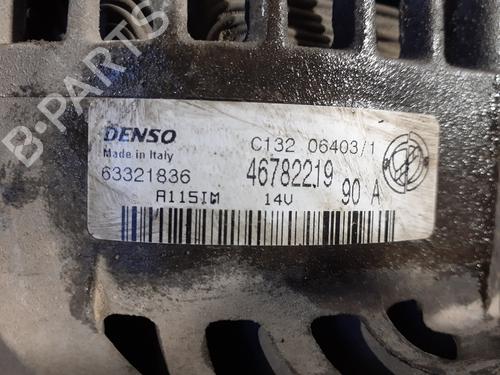 B-PARTS
DENSO C132 06403/1
Made in Italy
63321836 46782219
A115IM 14V 90 A